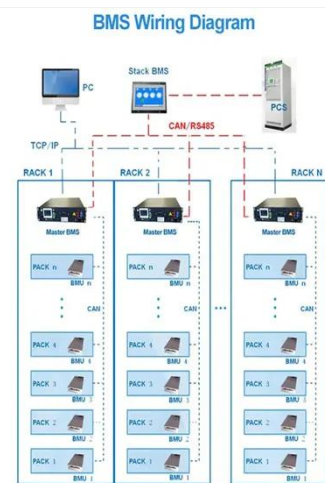 BMS Wiring Diagram
Stack BMS
PC
PCS
CAN/RS485
TCP/IP
RACK 1
RACK 2
RACK N
Master BMS
Master BMS
Master BMS
PACK n
BMU n
PACK n
BMU n
PACK n
BMU n
CAN
CAN
PACK 4
BMU 4
PACK 4
BMU 4
PACK 4
BMU 4
PACK 3
BMU 3
PACK 3
BMU 3
PACK 3
BMU 3
PACK 2
BMU 2
PACK 2
BMU 2
PACK 2
BMU 2
PACK 1
BMU 1
PACK 1
BMU 1
PACK 1
BMU 1